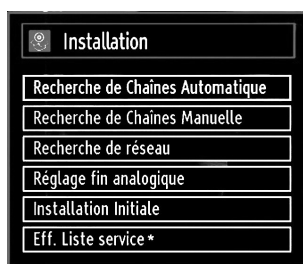 Installation
Recherche de Chaînes Automatique
Recherche de Chaînes Manuelle
Recherche de réseau
Réglage fin analogique
Installation Initiale
Eff. Liste service *